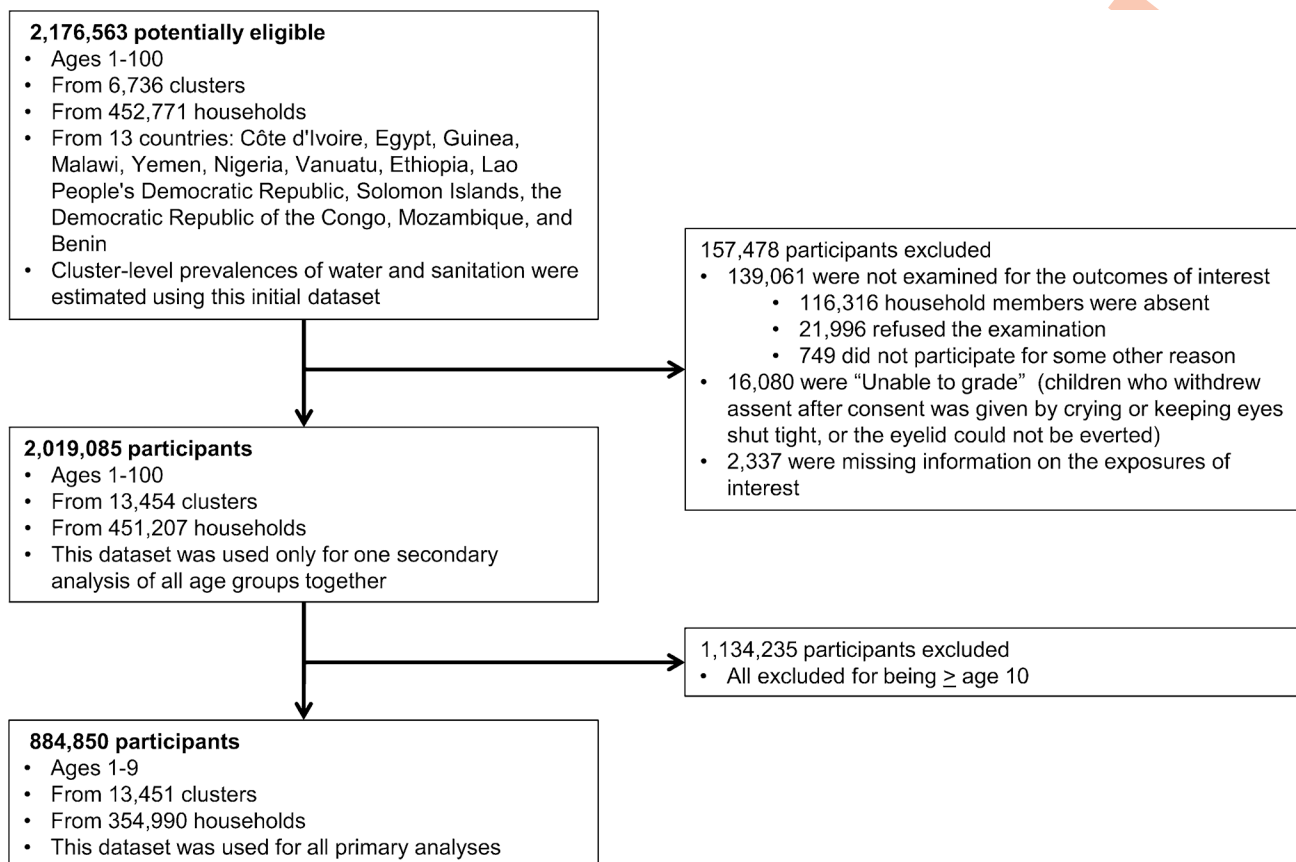 2,176,563 potentially eligible
• Ages 1-100
• From 6,736 clusters
• From 452,771 households
• From 13 countries: Côte d'Ivoire, Egypt, Guinea,
Malawi, Yemen, Nigeria, Vanuatu, Ethiopia, Lao
People's Democratic Republic, Solomon Islands, the
Democratic Republic of the Congo, Mozambique, and
Benin
• Cluster-level prevalences of water and sanitation were
estimated using this initial dataset
157,478 participants excluded
• 139,061 were not examined for the outcomes of interest
• 116,316 household members were absent
• 21,996 refused the examination
• 749 did not participate for some other reason
• 16,080 were “Unable to grade” (children who withdrew
assent after consent was given by crying or keeping eyes
shut tight, or the eyelid could not be everted)
• 2,337 were missing information on the exposures of
interest
2,019,085 participants
• Ages 1-100
• From 13,454 clusters
• From 451,207 households
• This dataset was used only for one secondary
analysis of all age groups together
1,134,235 participants excluded
• All excluded for being ≥ age 10
884,850 participants
• Ages 1-9
• From 13,451 clusters
• From 354,990 households
• This dataset was used for all primary analyses